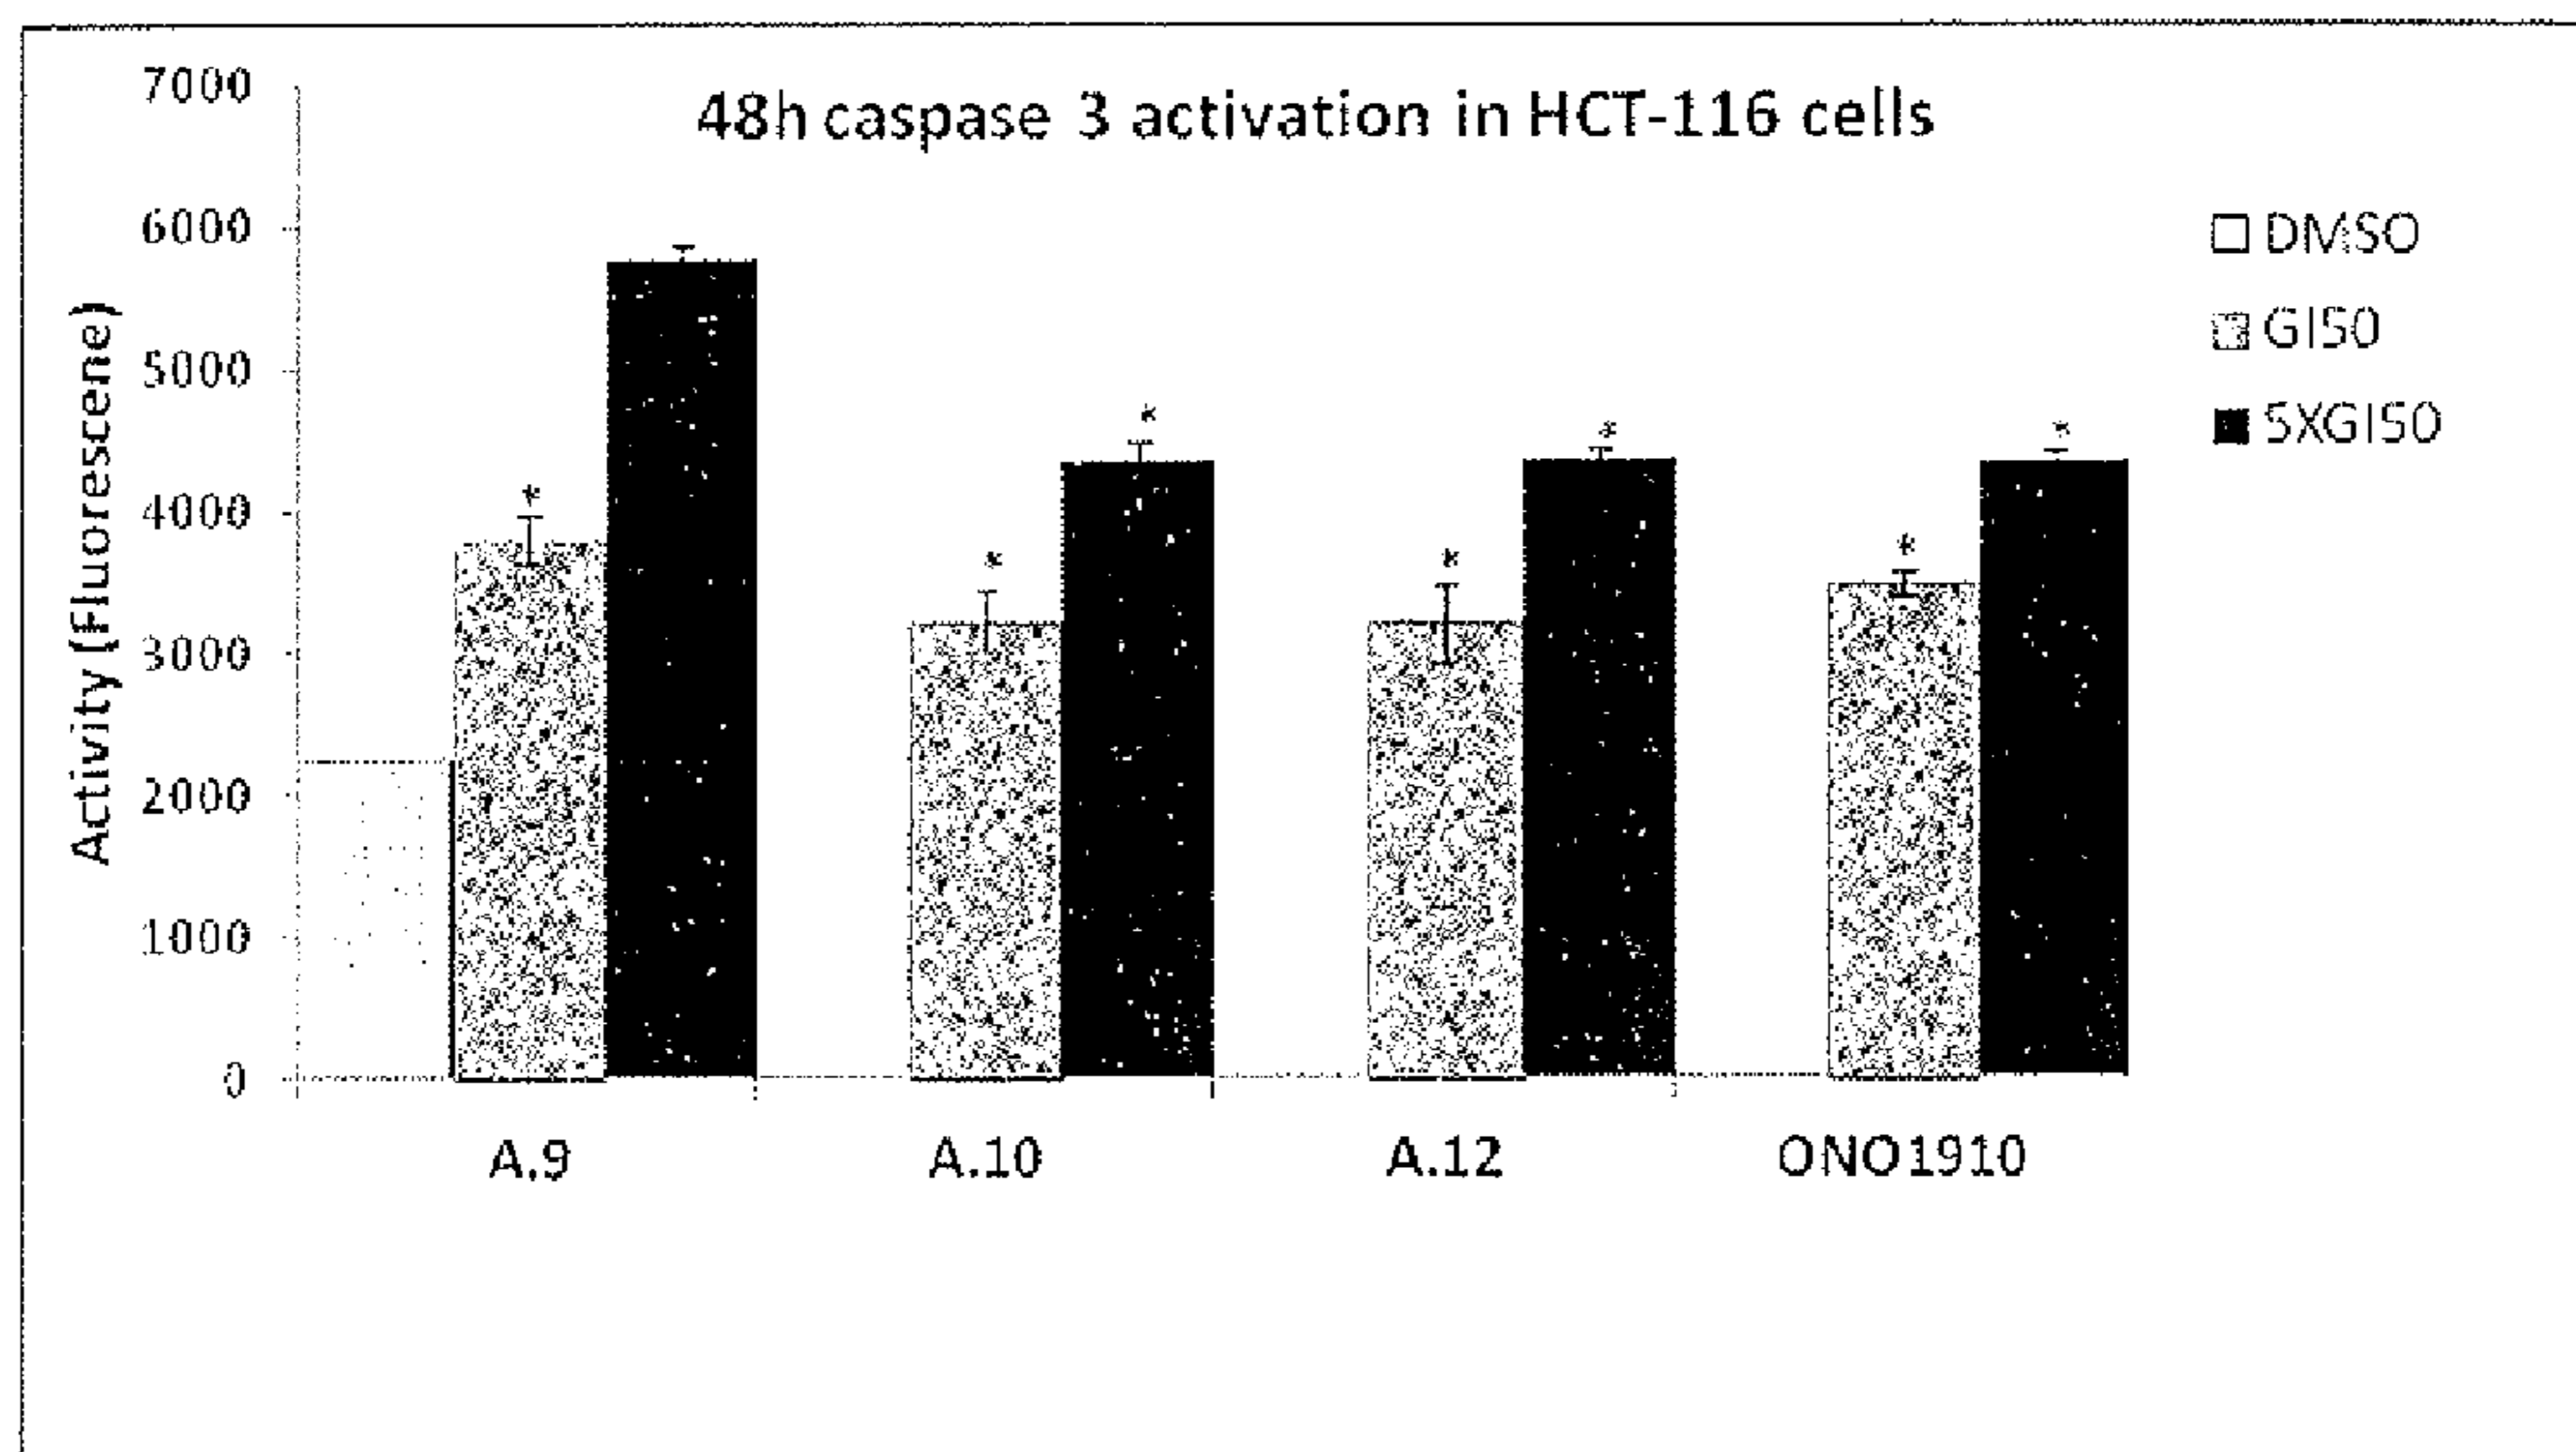 48h caspase 3 activation in HCT-116 cells
Activity (Fluorescene)
7000
6000
5000
4000
3000
2000
1000
0
*
*
*
*
*
*
*
DMSO
GI50
5XGI50
A.9
A.10
A.12
ONO1910